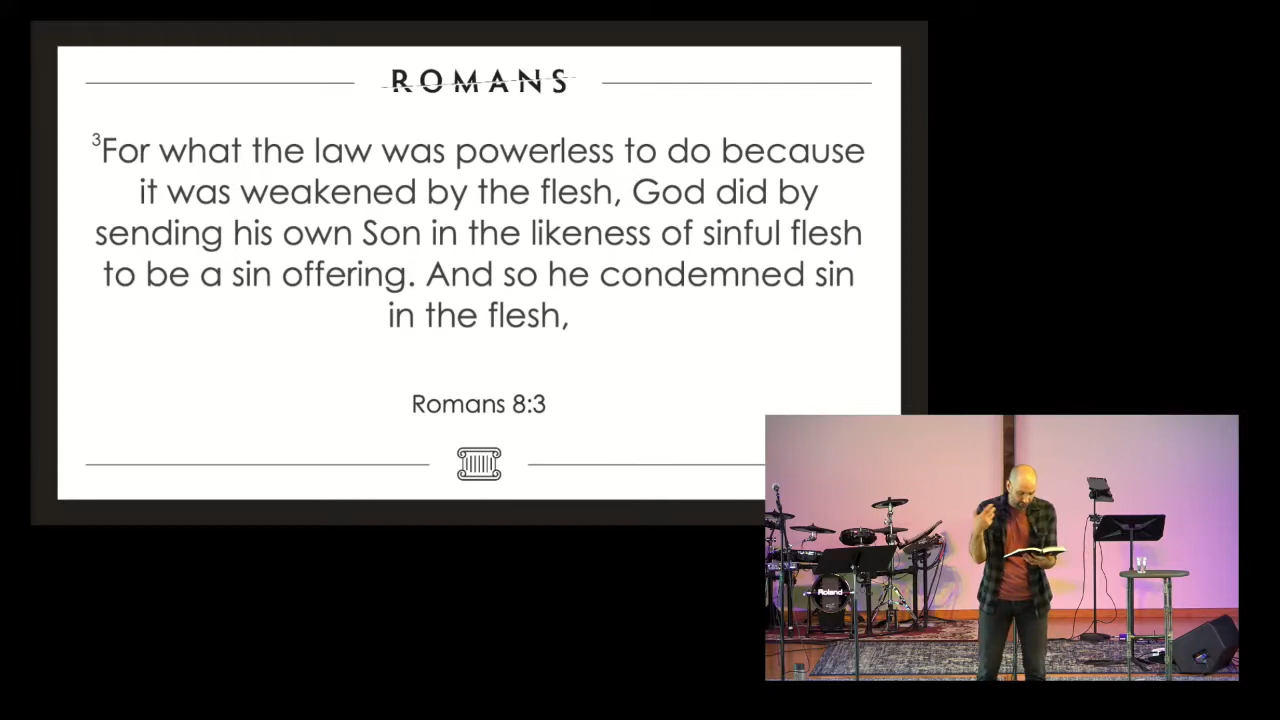 ROMANS
³For what the law was powerless to do because
it was weakened by the flesh, God did by
sending his own Son in the likeness of sinful flesh
to be a sin offering. And so he condemned sin
in the flesh,
Romans 8:3
Roland